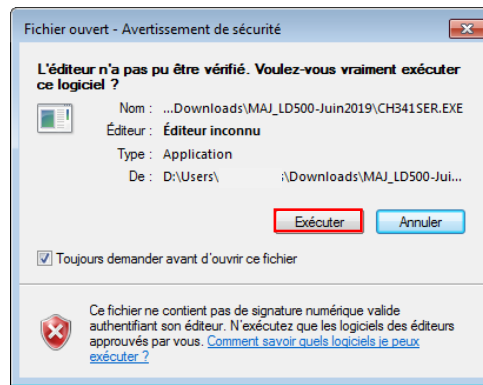 Fichier ouvert - Avertissement de sécurité
L'éditeur n'a pas pu être vérifié. Voulez-vous vraiment exécuter
ce logiciel ?
Nom : ...Downloads\MAJ_LD500-Juin2019\CH341SER.EXE
Éditeur : Éditeur inconnu
Type : Application
De : D:\Users\ s\Downloads\MAJ_LD500-Jui...
Exécuter Annuler
Toujours demander avant d'ouvrir ce fichier
Ce fichier ne contient pas de signature numérique valide
authentifiant son éditeur. N'exécutez que les logiciels des éditeurs
approuvés par vous. Comment savoir quels logiciels je peux
exécuter ?